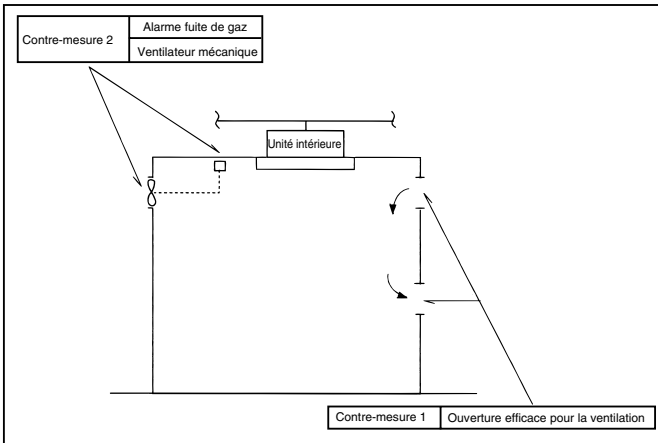 Contre-mesure 2
Alarme fuite de gaz
Ventilateur mécanique
Unité intérieure
Contre-mesure 1
Ouverture efficace pour la ventilation